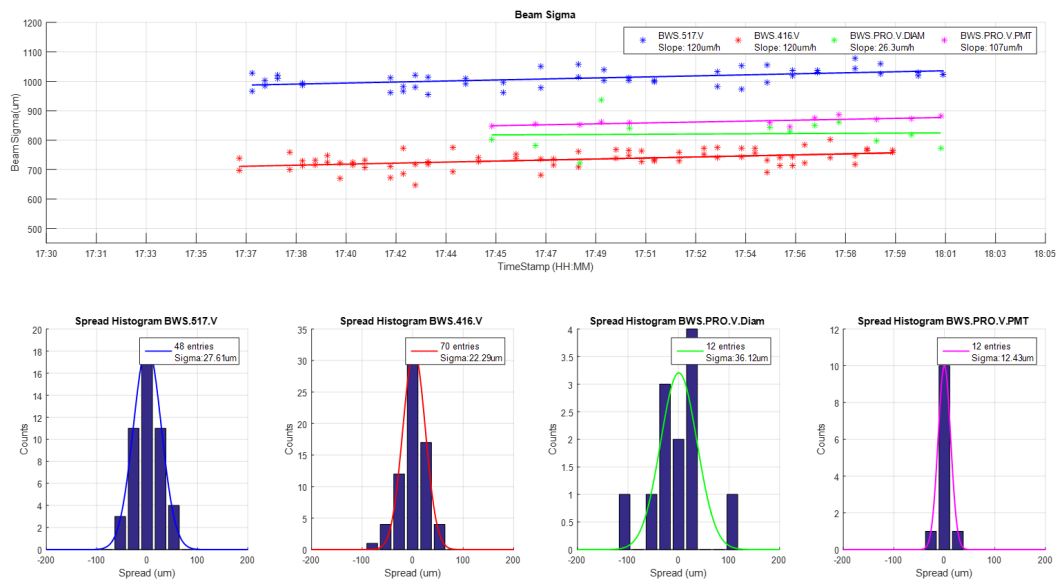 Beam Sigma
BWS.517.V
Slope: 120um/h
BWS.416.V
Slope: 120um/h
BWS.PRO.V.DIAM
Slope: 26.3um/h
BWS.PRO.V.PMT
Slope: 107um/h
Beam Sigma(um)
1200
1100
1000
900
800
700
600
500
17:30 17:31 17:33 17:35 17:37 17:38 17:40 17:42 17:44 17:45 17:47 17:49 17:51 17:52 17:54 17:56 17:58 17:59 18:01 18:03 18:05
TimeStamp (HH:MM)
Spread Histogram BWS.517.V
48 entries
Sigma:27.61um
Counts
20
18
16
14
12
10
8
6
4
2
0
-200 -100 0 100 200
Spread (um)
Spread Histogram BWS.416.V
70 entries
Sigma:22.29um
Counts
35
30
25
20
15
10
5
0
-200 -100 0 100 200
Spread (um)
Spread Histogram BWS.PRO.V.Diam
12 entries
Sigma:36.12um
Counts
4
3.5
3
2.5
2
1.5
1
0.5
0
-200 -100 0 100 200
Spread (um)
Spread Histogram BWS.PRO.V.PMT
12 entries
Sigma:12.43um
Counts
12
10
8
6
4
2
0
-200 -100 0 100 200
Spread (um)